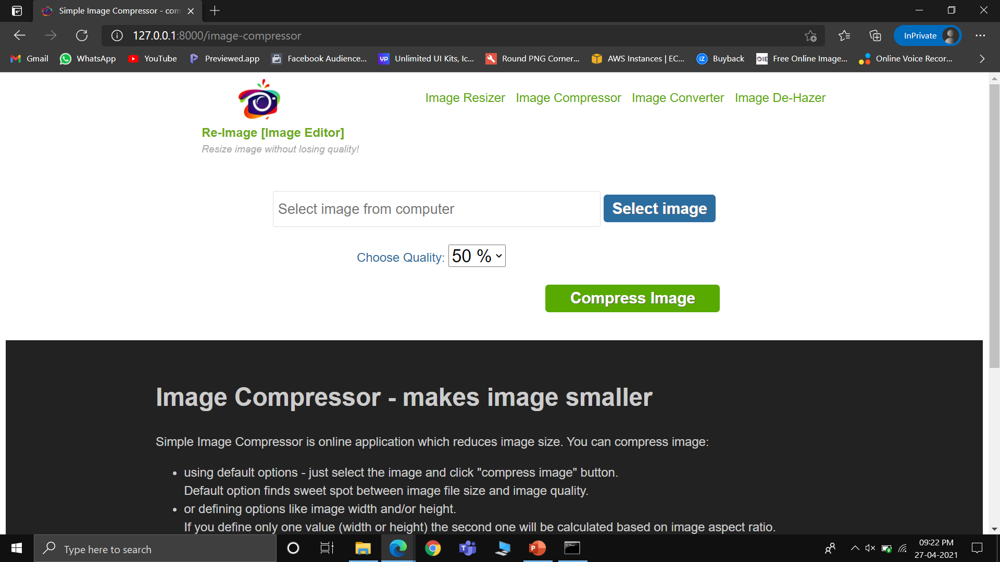 Simple Image Compressor - com
127.0.0.1:8000/image-compressor
InPrivate
Gmail
WhatsApp
YouTube
Previewed.app
Facebook Audience...
up
Unlimited UI Kits, Ic...
Round PNG Corner...
AWS Instances | EC...
iZ
Buyback
OIE
Free Online Image...
Online Voice Recor...
Image Resizer
Image Compressor
Image Converter
Image De-Hazer
Re-Image [Image Editor]
Resize image without losing quality!
Select image from computer
Select image
Choose Quality: 50 %
Compress Image
Image Compressor - makes image smaller
Simple Image Compressor is online application which reduces image size. You can compress image:
• using default options - just select the image and click "compress image" button.
Default option finds sweet spot between image file size and image quality.
• or defining options like image width and/or height.
If you define only one value (width or height) the second one will be calculated based on image aspect ratio.
Type here to search
09:22 PM
27-04-2021